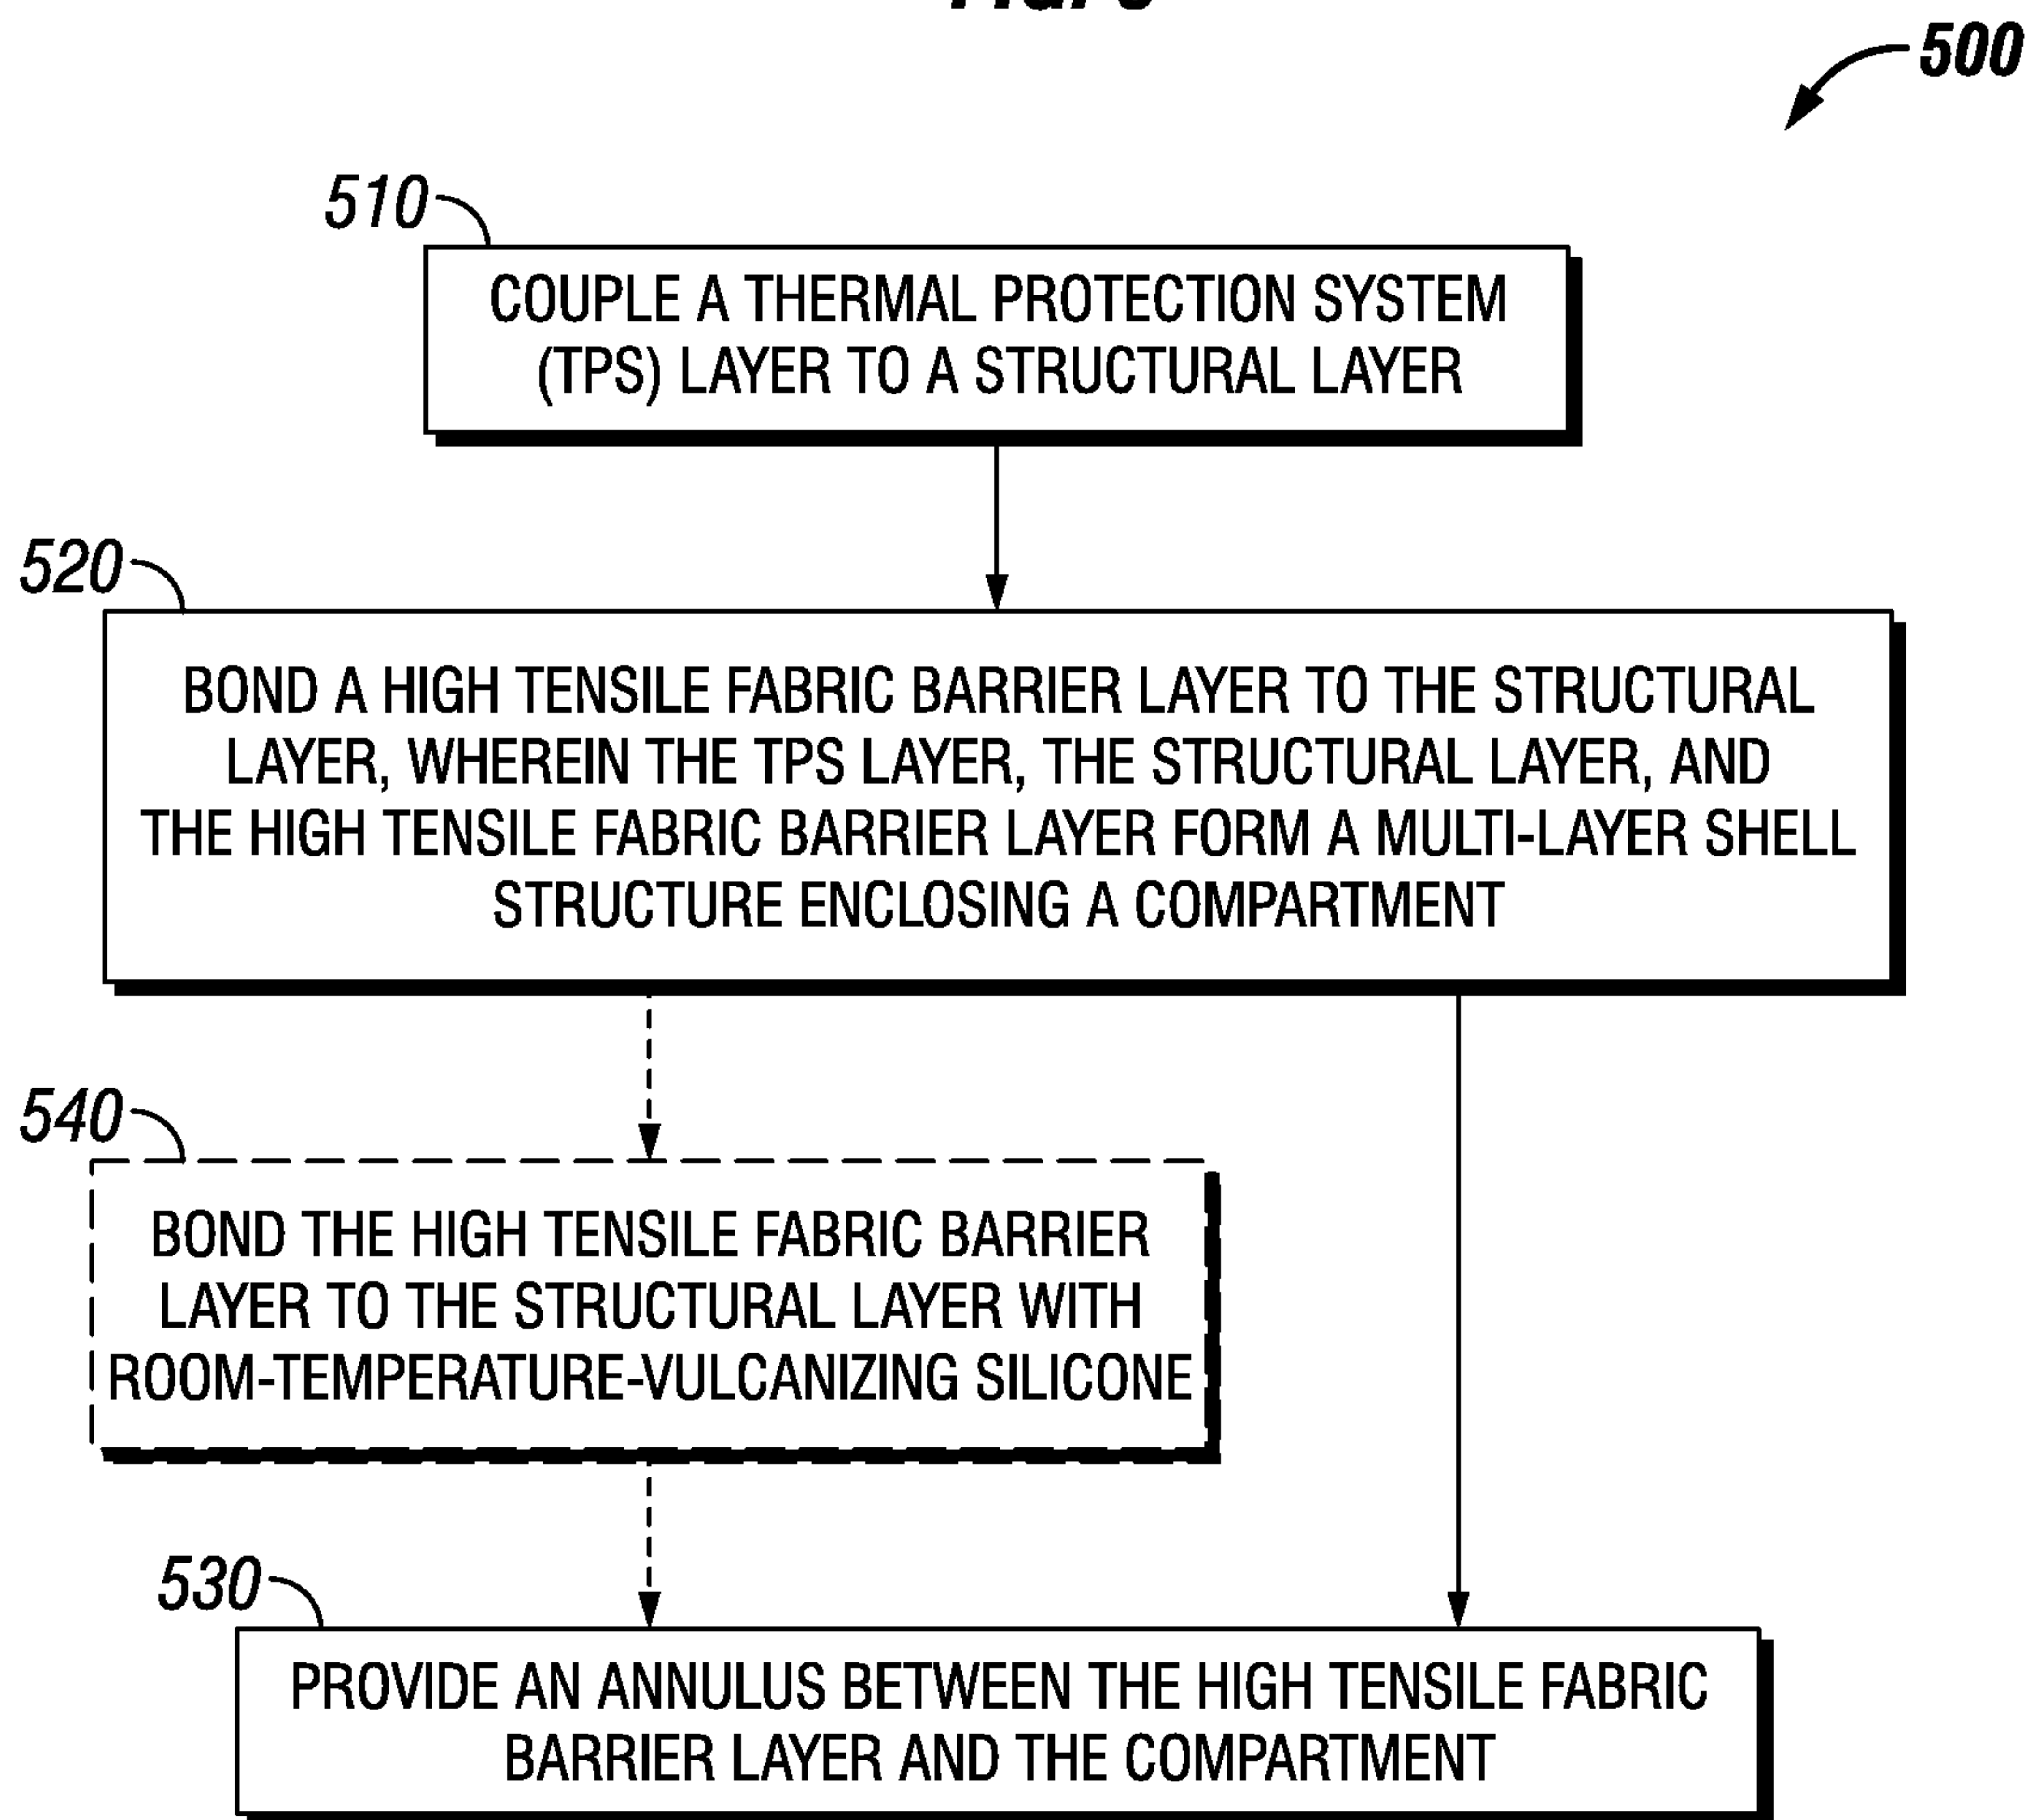 500
510
COUPLE A THERMAL PROTECTION SYSTEM
(TPS) LAYER TO A STRUCTURAL LAYER
520
BOND A HIGH TENSILE FABRIC BARRIER LAYER TO THE STRUCTURAL
LAYER, WHEREIN THE TPS LAYER, THE STRUCTURAL LAYER, AND
THE HIGH TENSILE FABRIC BARRIER LAYER FORM A MULTI-LAYER SHELL
STRUCTURE ENCLOSING A COMPARTMENT
540
BOND THE HIGH TENSILE FABRIC BARRIER
LAYER TO THE STRUCTURAL LAYER WITH
ROOM-TEMPERATURE-VULCANIZING SILICONE
530
PROVIDE AN ANNULUS BETWEEN THE HIGH TENSILE FABRIC
BARRIER LAYER AND THE COMPARTMENT